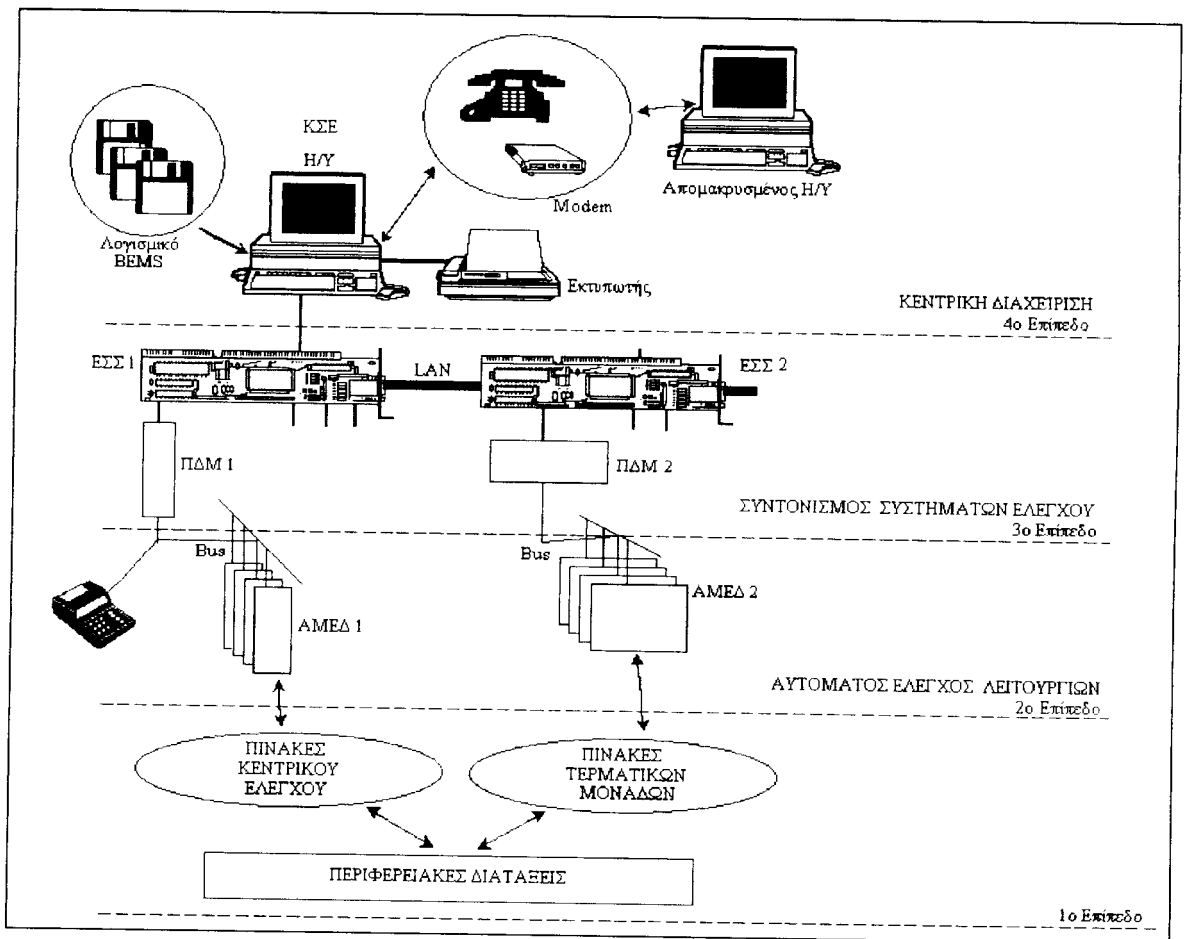 ΚΣΕ
Η/Υ
Λογισμικό
BEMS
Modem
Απομακρυσμένος Η/Υ
Εκτυπωτής
ΚΕΝΤΡΙΚΗ ΔΙΑΧΕΙΡΙΣΗ
4ο Επίπεδο
ΕΣΣ 1
LAN
ΕΣΣ 2
ΠΔΜ 1
ΠΔΜ 2
ΣΥΝΤΟΝΙΣΜΟΣ ΣΥΣΤΗΜΑΤΩΝ ΕΛΕΓΧΟΥ
3ο Επίπεδο
Bus
Bus
ΑΜΕΔ 1
ΑΜΕΔ 2
ΑΥΤΟΜΑΤΟΣ ΕΛΕΓΧΟΣ ΛΕΙΤΟΥΡΓΙΩΝ
2ο Επίπεδο
ΠΙΝΑΚΕΣ
ΚΕΝΤΡΙΚΟΥ
ΕΛΕΓΧΟΥ
ΠΙΝΑΚΕΣ
ΤΕΡΜΑΤΙΚΩΝ
ΜΟΝΑΔΩΝ
ΠΕΡΙΦΕΡΕΙΑΚΕΣ ΔΙΑΤΑΞΕΙΣ
1ο Επίπεδο